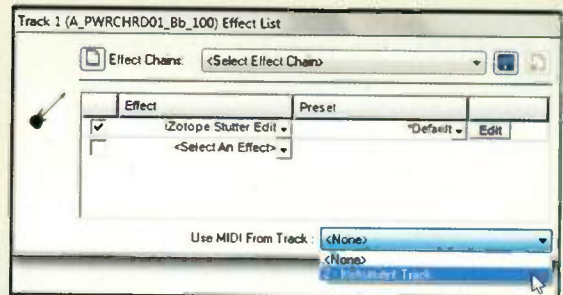 Track 1 (A_PWRCHRD01_Bb_100) Effect List
Effect Chains: <Select Effect Chain>
Effect Preset
iZotope Stutter Edit *Default Edit
<Select An Effect>
Use MIDI From Track : <None>
<None>
2 - Instrument Track